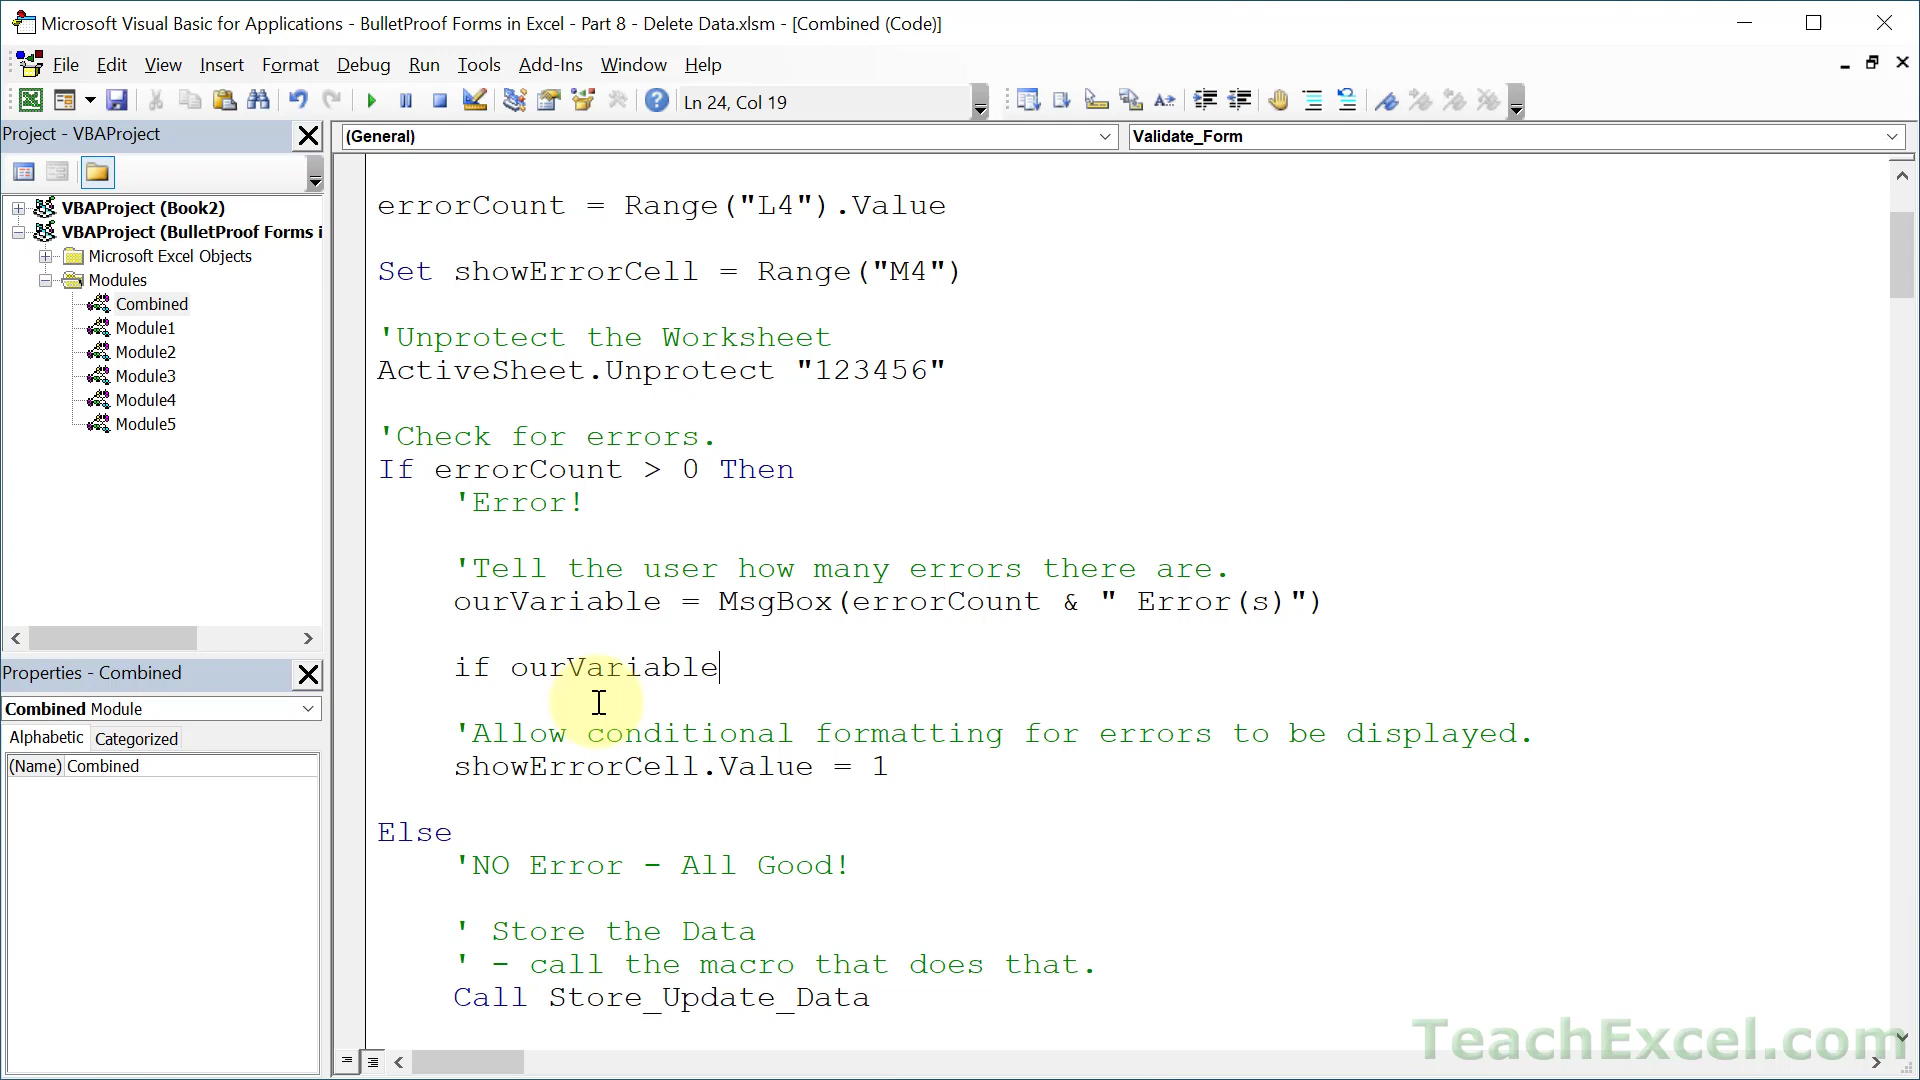 Microsoft Visual Basic for Applications - BulletProof Forms in Excel - Part 8 - Delete Data.xlsm - [Combined (Code)]
File Edit View Insert Format Debug Run Tools Add-Ins Window Help
Ln 24, Col 19
Project - VBAProject
(General)
Validate_Form
VBAProject (Book2)
VBAProject (BulletProof Forms i
Microsoft Excel Objects
Modules
Combined
Module1
Module2
Module3
Module4
Module5
Properties - Combined
Combined Module
Alphabetic Categorized
(Name) Combined
errorCount = Range("L4").Value
Set showErrorCell = Range("M4")
'Unprotect the Worksheet
ActiveSheet.Unprotect "123456"
'Check for errors.
If errorCount > 0 Then
'Error!
'Tell the user how many errors there are.
ourVariable = MsgBox(errorCount & " Error(s)")
if ourVariable
'Allow conditional formatting for errors to be displayed.
showErrorCell.Value = 1
Else
'NO Error - All Good!
' Store the Data
' - call the macro that does that.
Call Store_Update_Data
TeachExcel.com